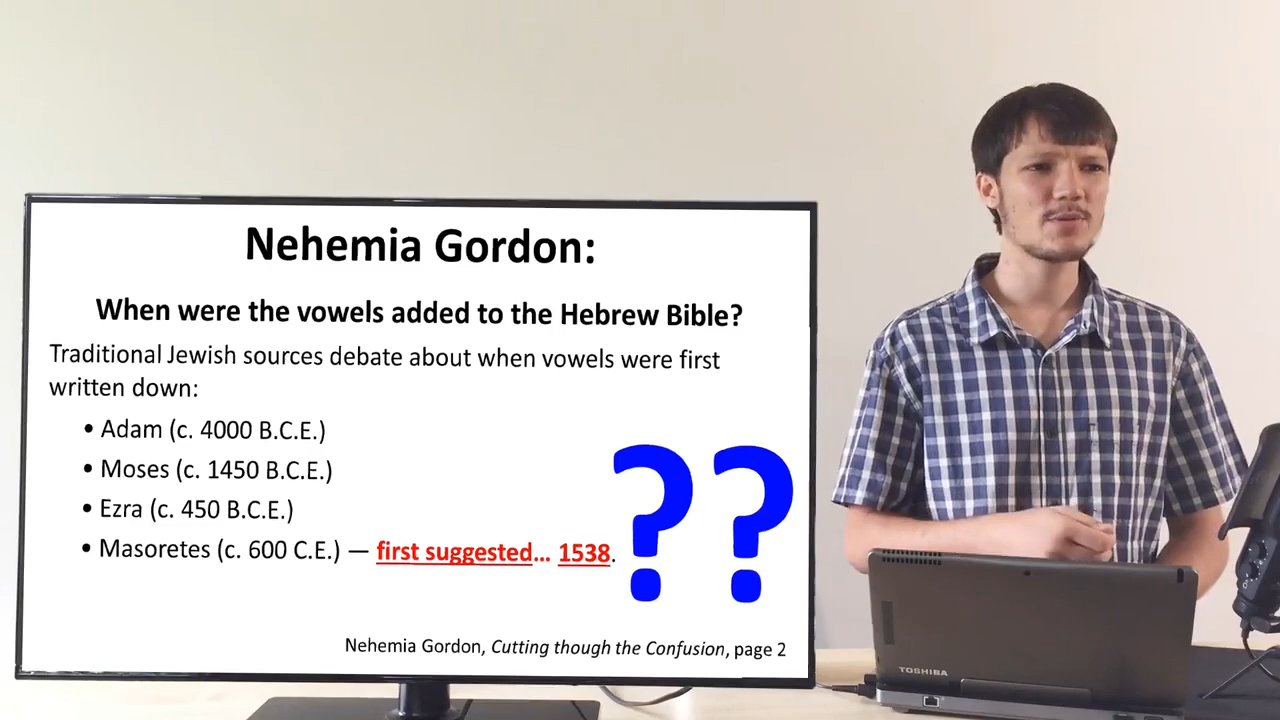 Nehemia Gordon:
When were the vowels added to the Hebrew Bible?
Traditional Jewish sources debate about when vowels were first
written down:
• Adam (c. 4000 B.C.E.)
• Moses (c. 1450 B.C.E.)
• Ezra (c. 450 B.C.E.)
• Masoretes (c. 600 C.E.) — first suggested... 1538.
??
Nehemia Gordon, Cutting though the Confusion, page 2
TOSHIBA